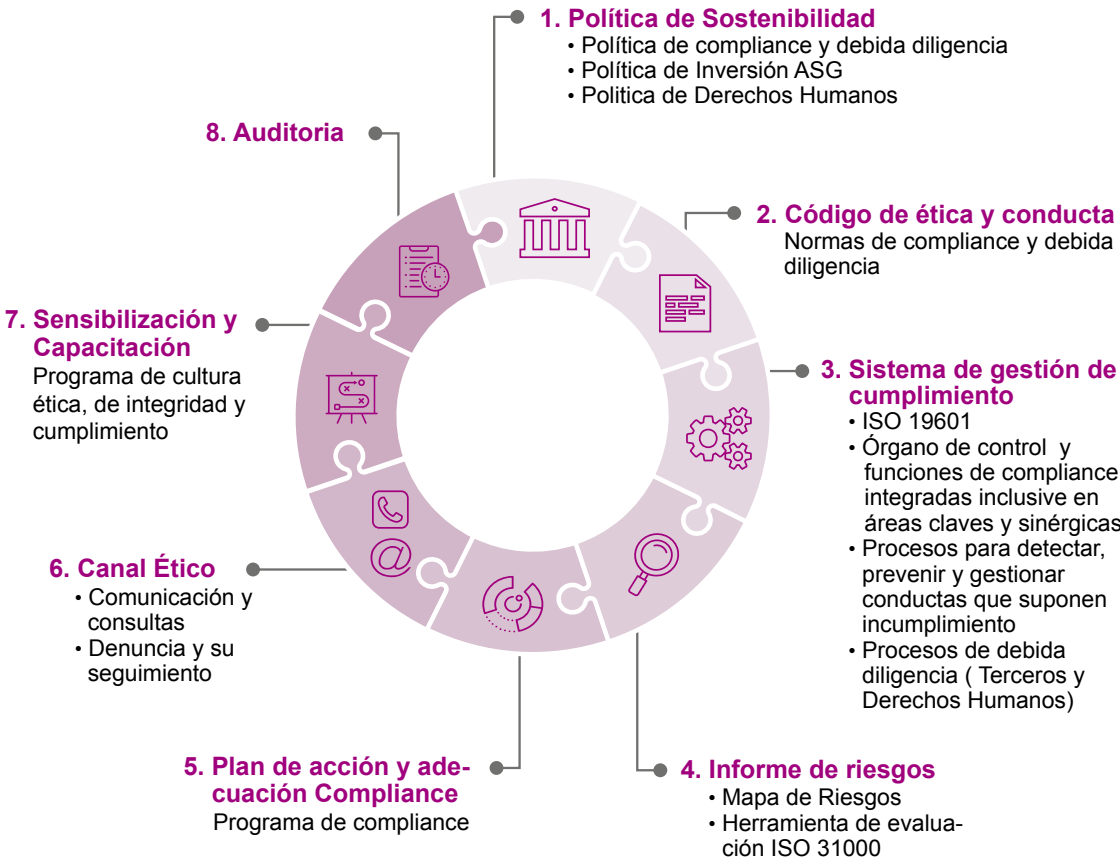 1. Política de Sostenibilidad
• Política de compliance y debida diligencia
• Política de Inversión ASG
• Politica de Derechos Humanos
2. Código de ética y conducta
Normas de compliance y debida
diligencia
3. Sistema de gestión de
cumplimiento
• ISO 19601
• Órgano de control y
funciones de compliance
integradas inclusive en
áreas claves y sinérgicas
• Procesos para detectar,
prevenir y gestionar
conductas que suponen
incumplimiento
• Procesos de debida
diligencia ( Terceros y
Derechos Humanos)
4. Informe de riesgos
• Mapa de Riesgos
• Herramienta de evalua-
ción ISO 31000
5. Plan de acción y ade-
cuación Compliance
Programa de compliance
6. Canal Ético
• Comunicación y
consultas
• Denuncia y su
seguimiento
7. Sensibilización y
Capacitación
Programa de cultura
ética, de integridad y
cumplimiento
8. Auditoria
@